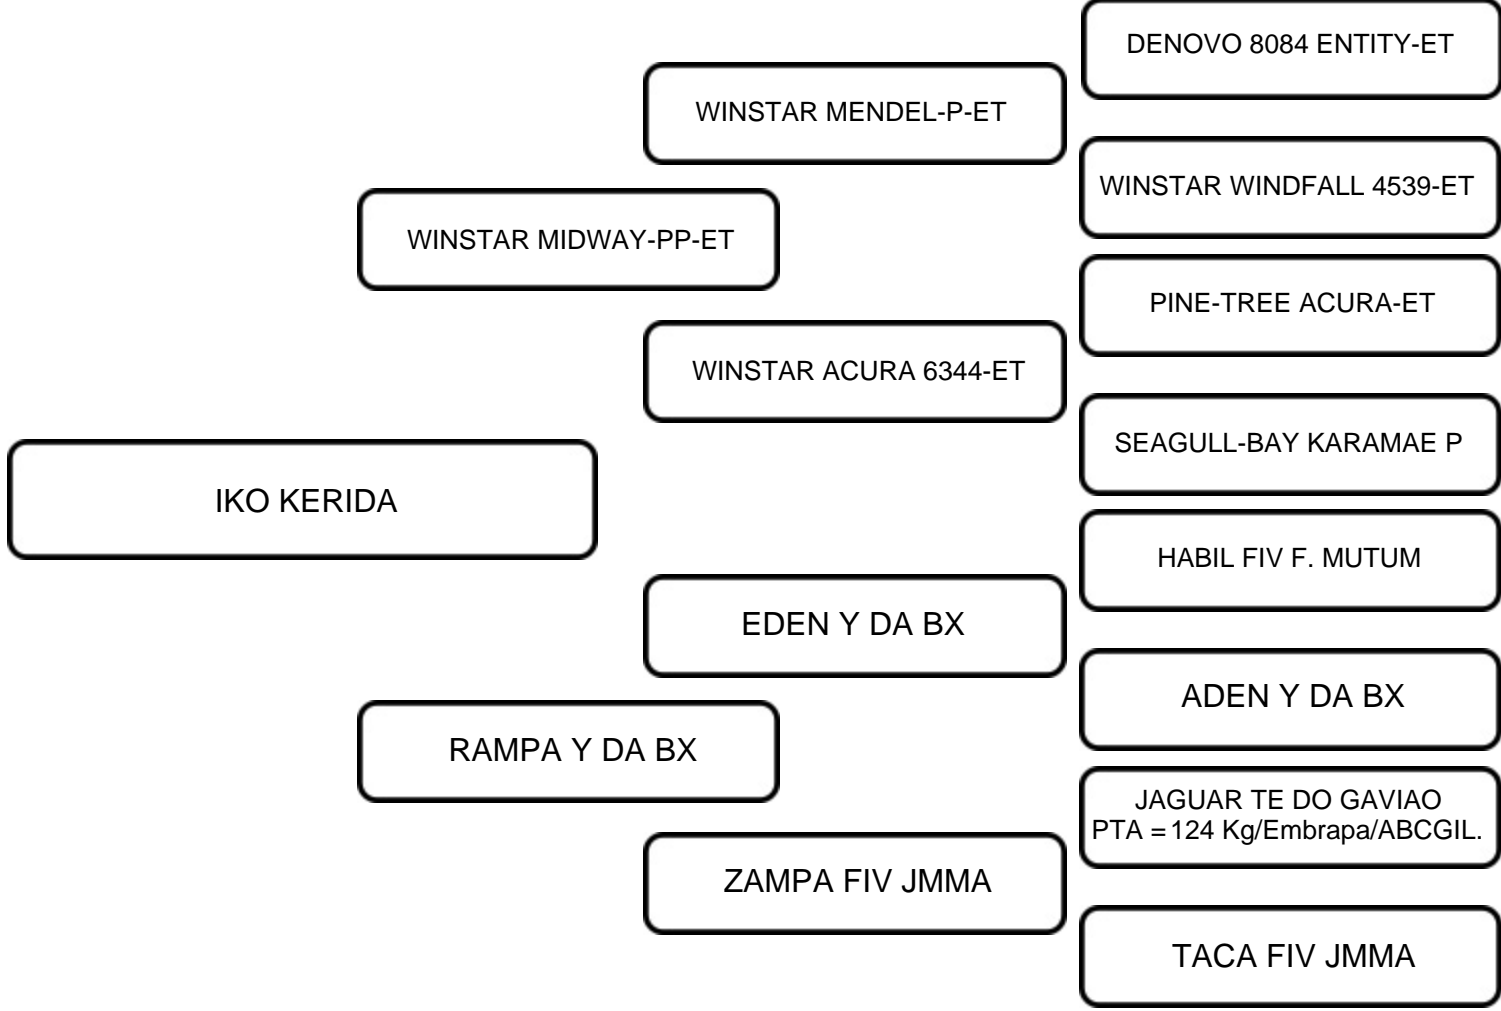 DENOVO 8084 ENTITY-ET
WINSTAR MENDEL-P-ET
WINSTAR WINDFALL 4539-ET
WINSTAR MIDWAY-PP-ET
PINE-TREE ACURA-ET
WINSTAR ACURA 6344-ET
SEAGULL-BAY KARAMAE P
IKO KERIDA
HABIL FIV F. MUTUM
EDEN Y DA BX
ADEN Y DA BX
RAMPA Y DA BX
JAGUAR TE DO GAVIAO
PTA = 124 Kg/Embrapa/ABCGIL.
ZAMPA FIV JMMA
TACA FIV JMMA